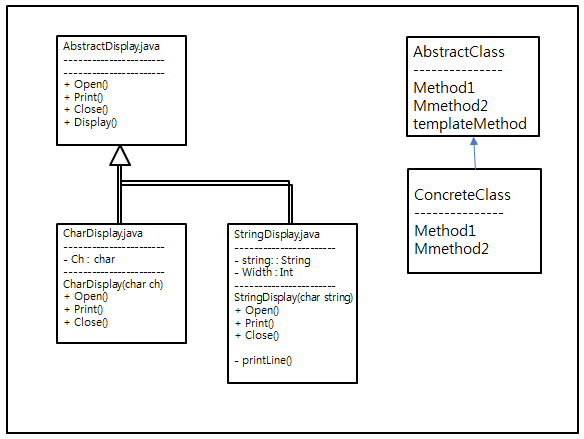 AbstractDisplay.java
-----------------------
-----------------------
+ Open()
+ Print()
+ Close()
+ Display()
AbstractClass
---------------
Method1
Mmethod2
templateMethod
ConcreteClass
---------------
Method1
Mmethod2
CharDisplay.java
-----------------------
- Ch : char
-----------------------
CharDisplay(char ch)
+ Open()
+ Print()
+ Close()
StringDisplay.java
-----------------------
- string: : String
- Width : Int
-----------------------
StringDisplay(char string)
+ Open()
+ Print()
+ Close()
- printLine()